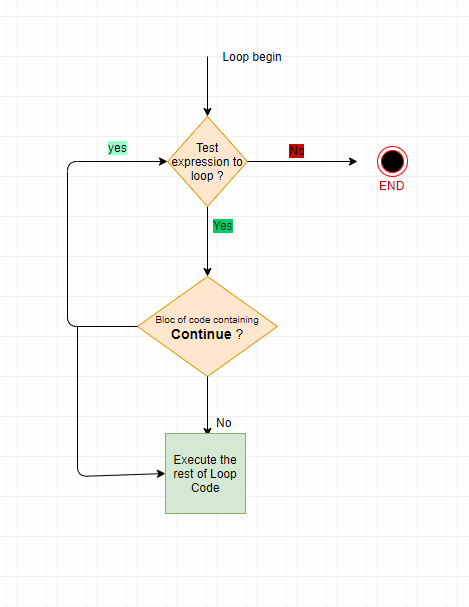 Loop begin
Test
expression to
loop ?
yes
No
END
Yes
Bloc of code containing
Continue ?
No
Execute the
rest of Loop
Code